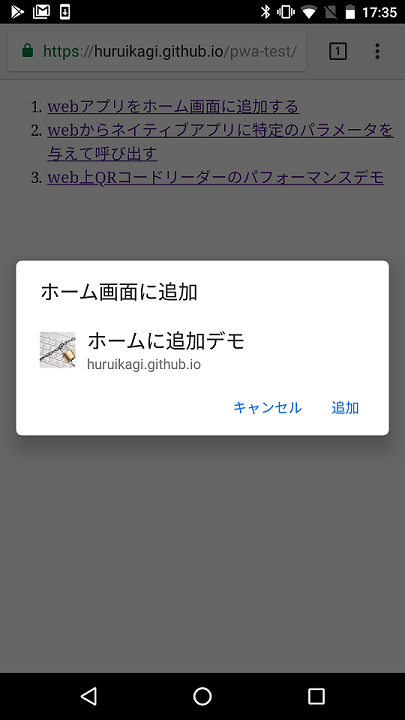 17:35
https://huruikagi.github.io/pwa-test/
1
1. webアプリをホーム画面に追加する
2. webからネイティブアプリに特定のパラメータを
与えて呼び出す
3. web上QRコードリーダーのパフォーマンスデモ
ホーム画面に追加
ホームに追加デモ
huruikagi.github.io
キャンセル 追加